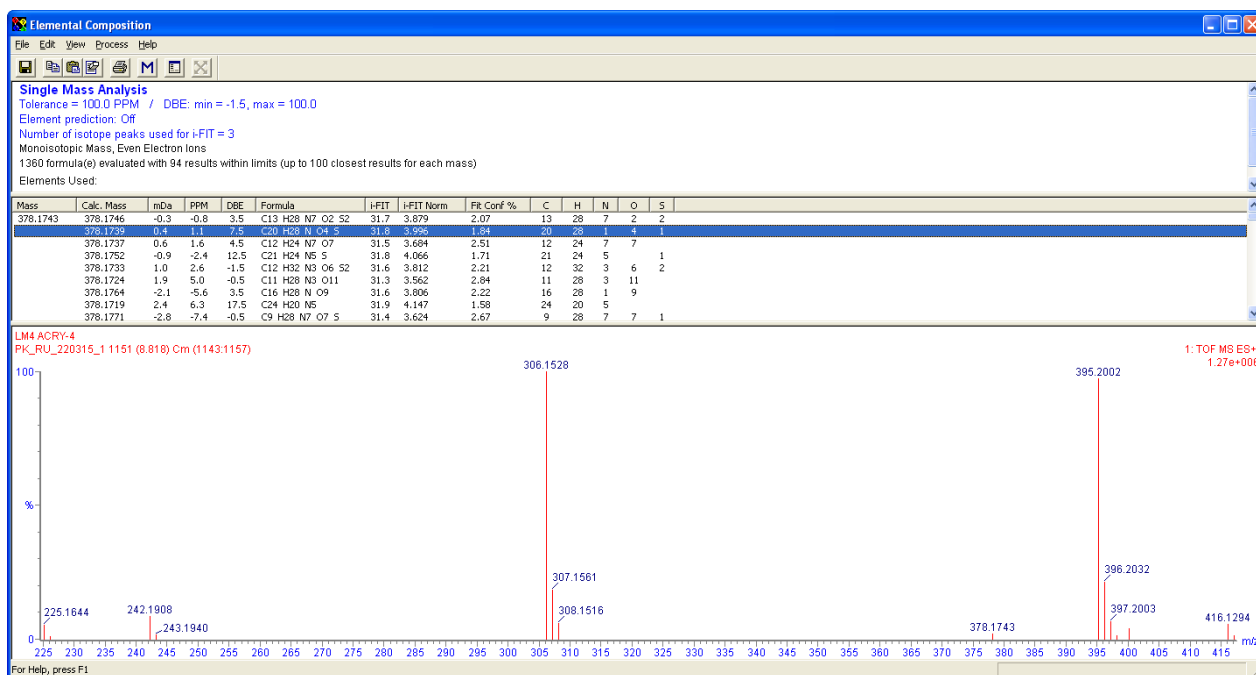 Elemental Composition
File Edit View Process Help
M
Single Mass Analysis
Tolerance = 100.0 PPM / DBE: min = -1.5, max = 100.0
Element prediction: Off
Number of isotope peaks used for i-FIT = 3
Monoisotopic Mass, Even Electron Ions
1360 formula(e) evaluated with 94 results within limits (up to 100 closest results for each mass)
Elements Used:
Mass Calc. Mass mDa PPM DBE Formula i-FIT i-FIT Norm Fit Conf % C H N O S
378.1743 378.1746 -0.3 -0.8 3.5 C13 H28 N7 O2 S2 31.7 3.879 2.07 13 28 7 2 2
378.1739 0.4 1.1 7.5 C20 H28 N O4 S 31.8 3.996 1.84 20 28 1 4 1
378.1737 0.6 1.6 4.5 C12 H24 N7 O7 31.5 3.684 2.51 12 24 7 7
378.1752 -0.9 -2.4 12.5 C21 H24 N5 S 31.8 4.066 1.71 21 24 5 1
378.1733 1.0 2.6 -1.5 C12 H32 N3 O6 S2 31.6 3.812 2.21 12 32 3 6 2
378.1724 1.9 5.0 -0.5 C11 H28 N3 O11 31.3 3.562 2.84 11 28 3 11
378.1764 -2.1 -5.6 3.5 C16 H28 N O9 31.6 3.806 2.22 16 28 1 9
378.1719 2.4 6.3 17.5 C24 H20 N5 31.9 4.147 1.58 24 20 5
378.1771 -2.8 -7.4 -0.5 C9 H28 N7 O7 S 31.4 3.624 2.67 9 28 7 7 1
LM4 ACRY-4
PK_RU_220315_1 1151 (8.818) Cm (1143:1157)
1: TOF MS ES+
1.27e+006
100
%
0
306.1528
395.2002
307.1561
396.2032
308.1516
397.2003
225.1644
242.1908
243.1940
378.1743
416.1294
225 230 235 240 245 250 255 260 265 270 275 280 285 290 295 300 305 310 315 320 325 330 335 340 345 350 355 360 365 370 375 380 385 390 395 400 405 410 415
m/z
For Help, press F1